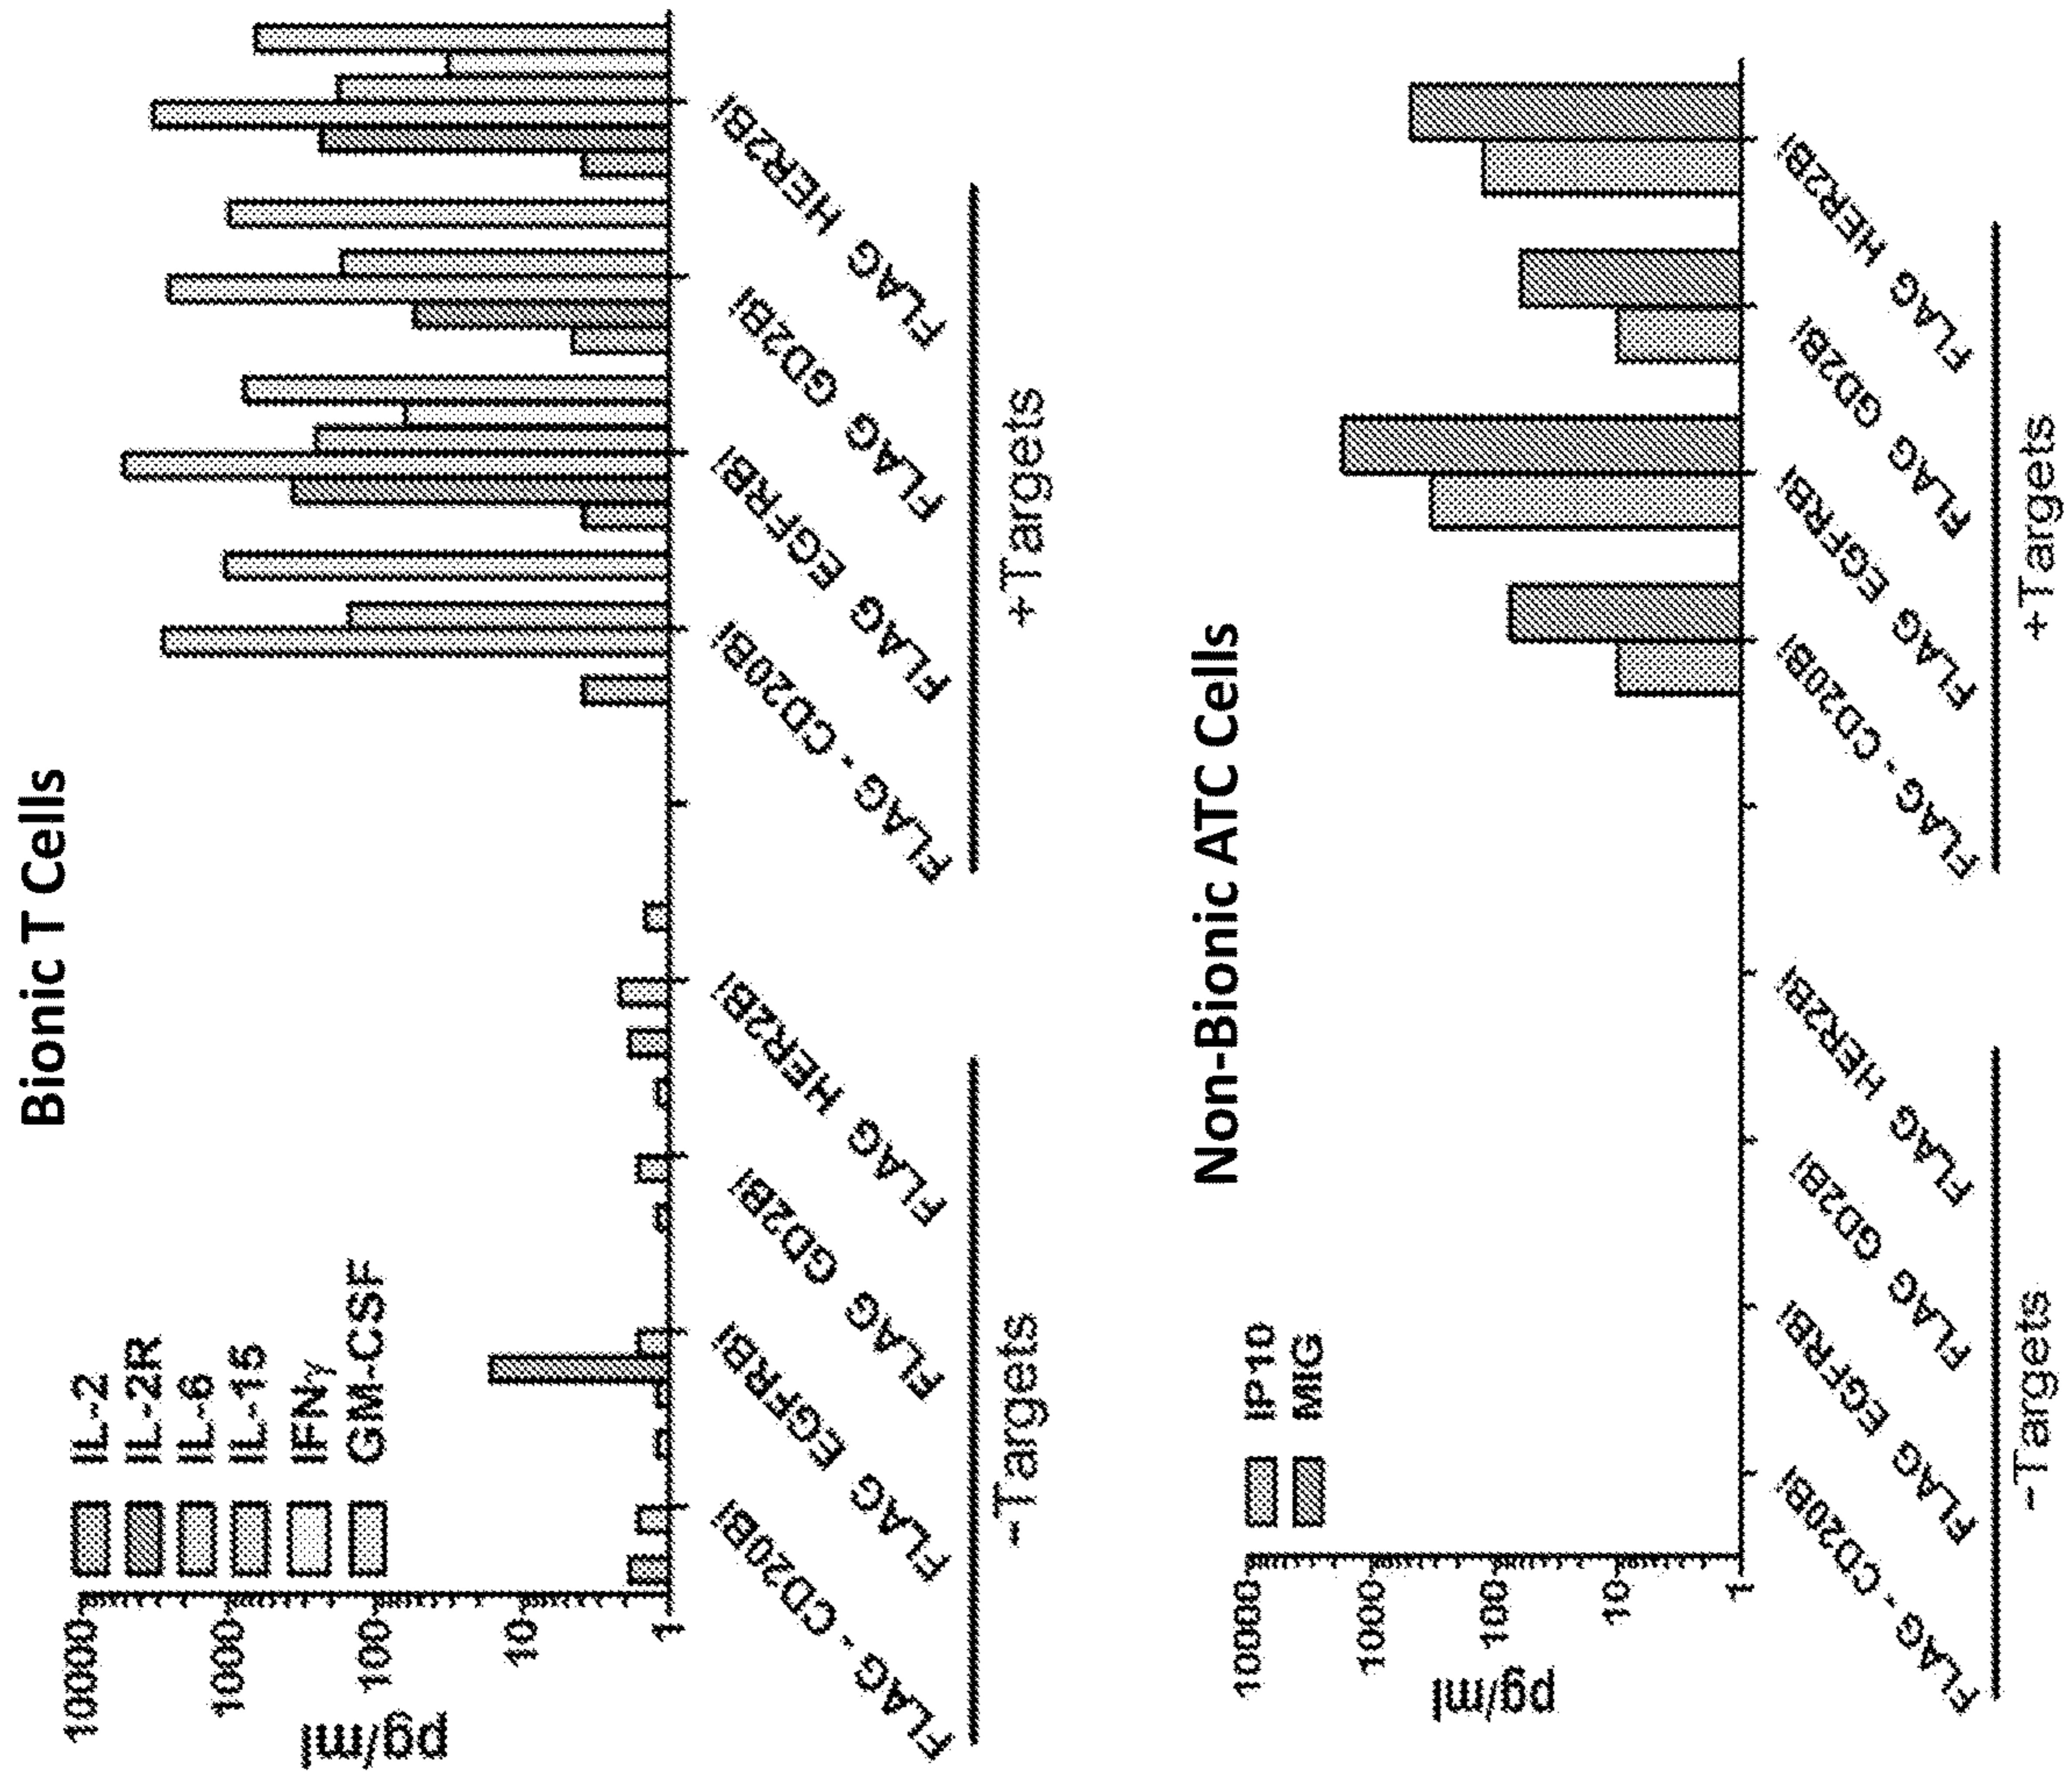 Bionic T Cells
IL-2
IL-2R
IL-6
IL-15
IFNγ
GM-CSF
pg/ml
10000
1000
100
10
1
FLAG - CD20Bi
FLAG EGFRBi
FLAG GD2Bi
FLAG HER2Bi
FLAG - CD20Bi
FLAG EGFRBi
FLAG GD2Bi
FLAG HER2Bi
-Targets
+Targets
Non-Bionic ATC Cells
IP10
MIG
pg/ml
10000
1000
100
10
1
FLAG - CD20Bi
FLAG EGFRBi
FLAG GD2Bi
FLAG HER2Bi
FLAG - CD20Bi
FLAG EGFRBi
FLAG GD2Bi
FLAG HER2Bi
-Targets
+Targets